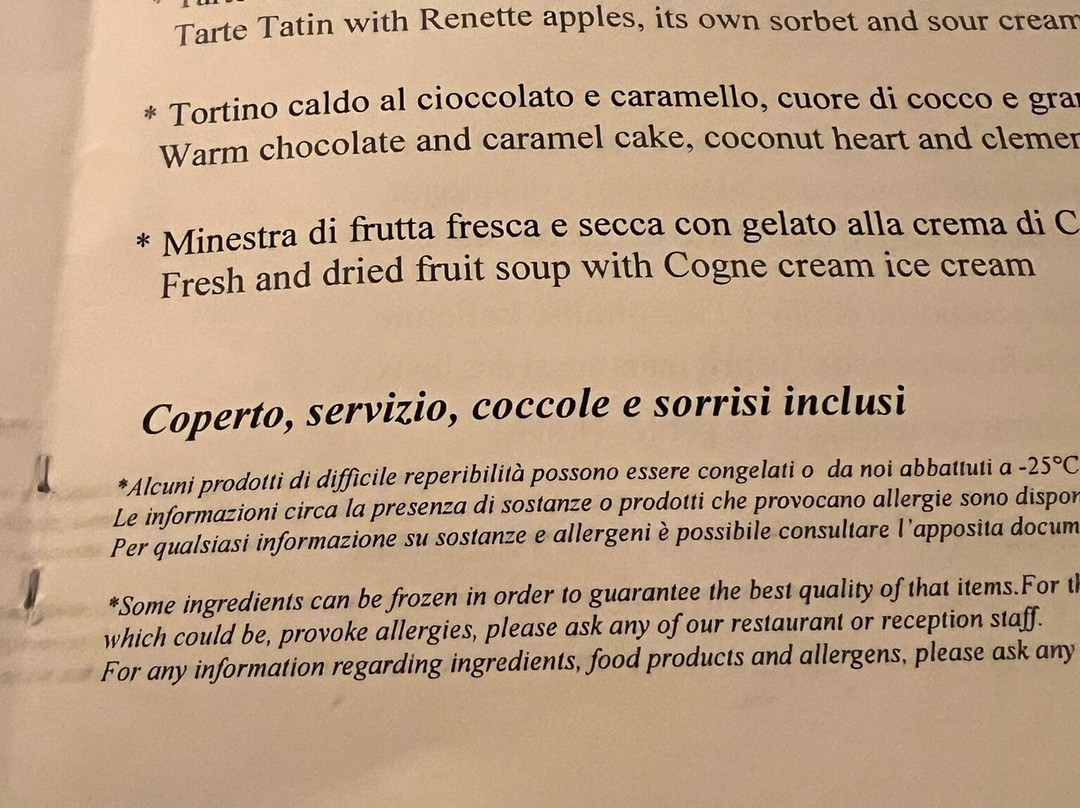 Tarte Tatin with Renette apples, its own sorbet and sour cream
* Tortino caldo al cioccolato e caramello, cuore di cocco e
Warm chocolate and caramel cake, coconut heart and
* Minestra di frutta fresca e secca con gelato alla crema di C
Fresh and dried fruit soup with Cogne cream ice cream
Coperto, servizio, coccole e sorrisi inclusi
*Alcuni prodotti di difficile reperibilità possono essere congelati o da noi abbattuti a -25°C
Le informazioni circa la presenza di sostanze o prodotti che provocano allergie sono
Per qualsiasi informazione su sostanze e allergeni è possibile consultare l'apposita
*Some ingredients can be frozen in order to guarantee the best quality of that items.For
which could be, provoke allergies, please ask any of our restaurant or reception staff.
For any information regarding ingredients, food products and allergens, please ask any